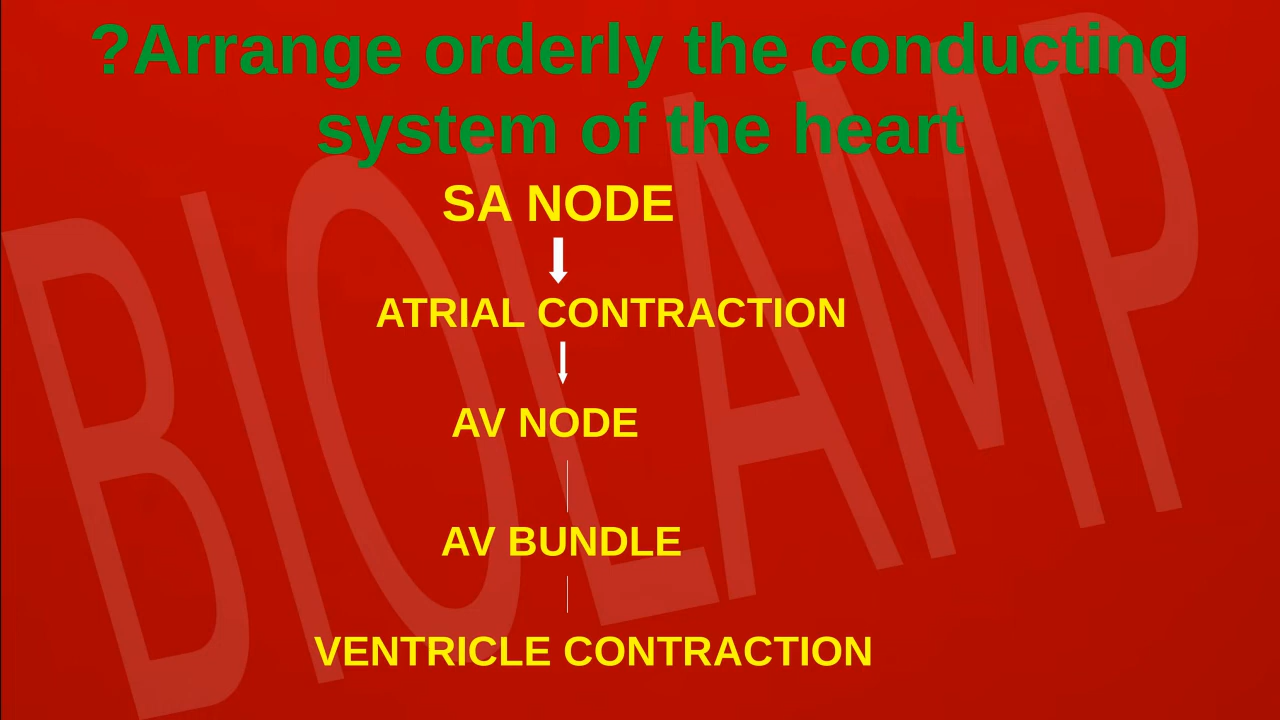 ?Arrange orderly the conducting
system of the heart
SA NODE
ATRIAL CONTRACTION
AV NODE
AV BUNDLE
VENTRICLE CONTRACTION
BIOLAMP